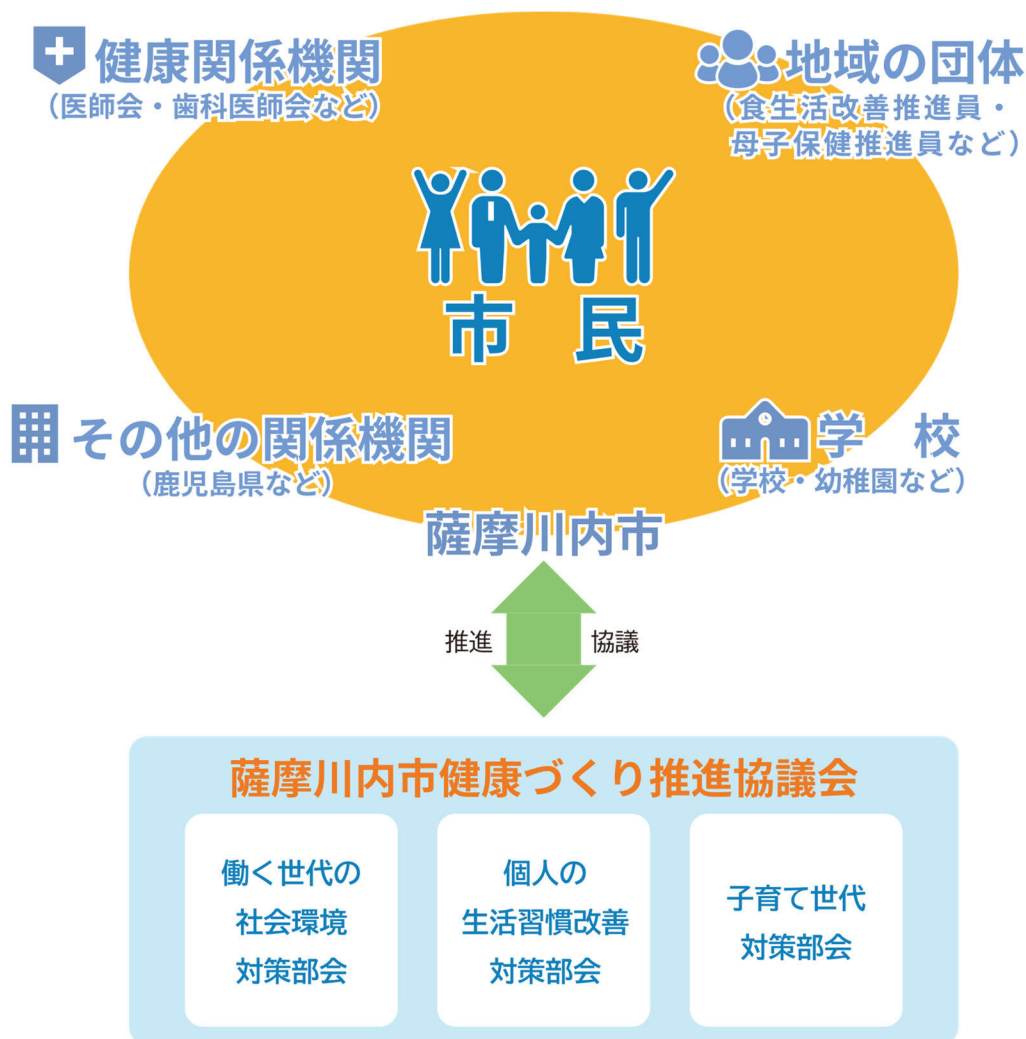 健康関係機関
（医師会・歯科医師会など）
地域の団体
（食生活改善推進員・
母子保健推進員など）
市　民
その他の関係機関
（鹿児島県など）
学　校
（学校・幼稚園など）
薩摩川内市
推進
協議
薩摩川内市健康づくり推進協議会
働く世代の
社会環境
対策部会
個人の
生活習慣改善
対策部会
子育て世代
対策部会